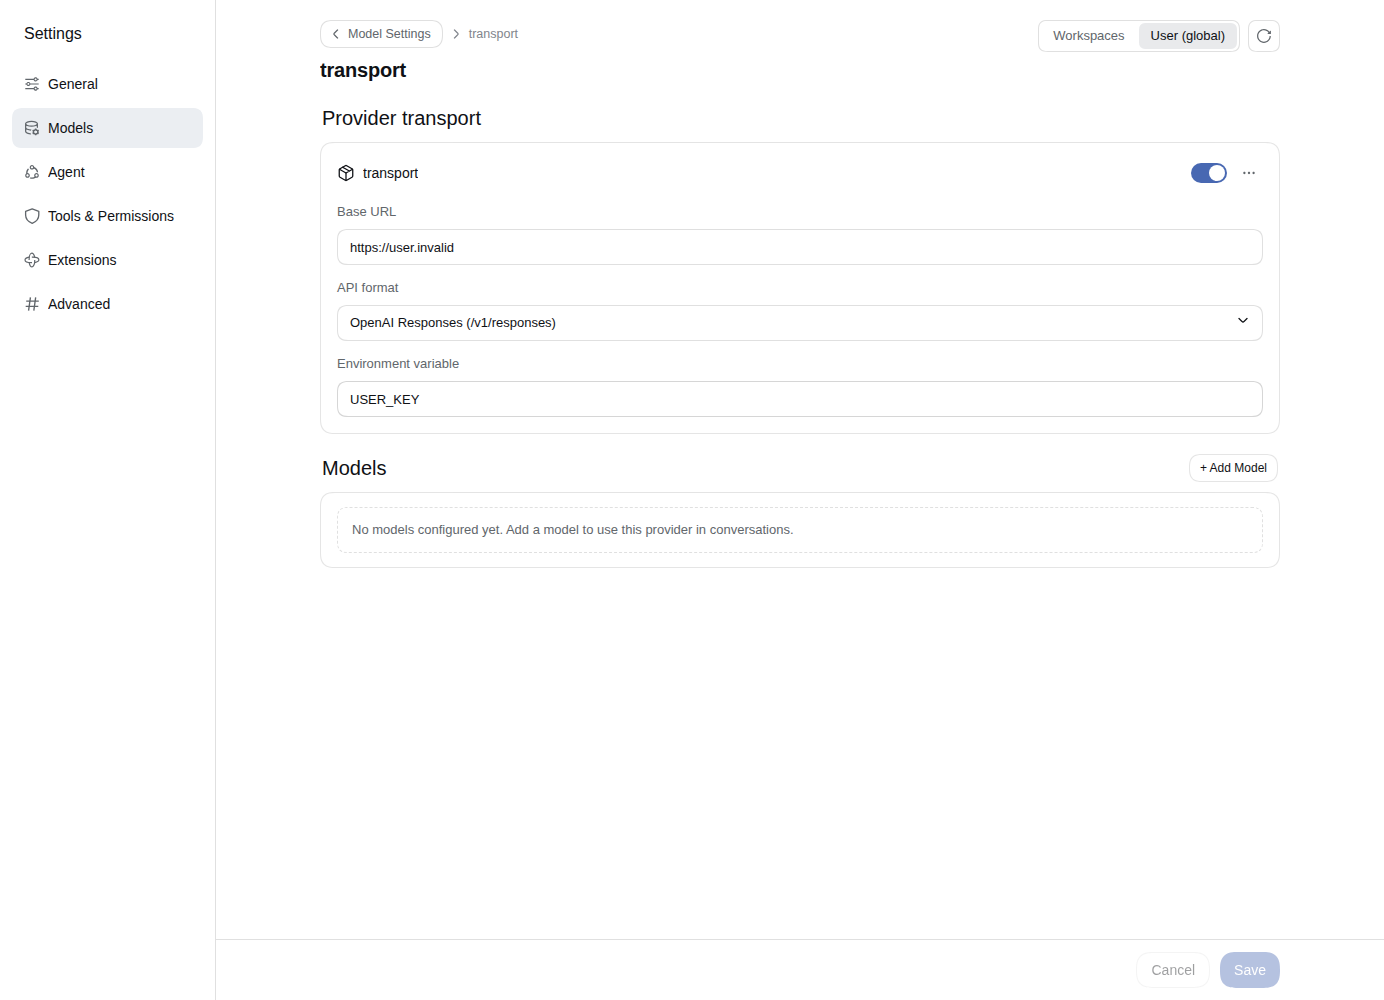 Settings
General
Models
Agent
Tools & Permissions
Extensions
Advanced
Model Settings
transport
Workspaces
User (global)
transport
Provider transport
transport
Base URL
https://user.invalid
API format
OpenAI Responses (/v1/responses)
Environment variable
USER_KEY
Models
+ Add Model
No models configured yet. Add a model to use this provider in conversations.
Cancel
Save